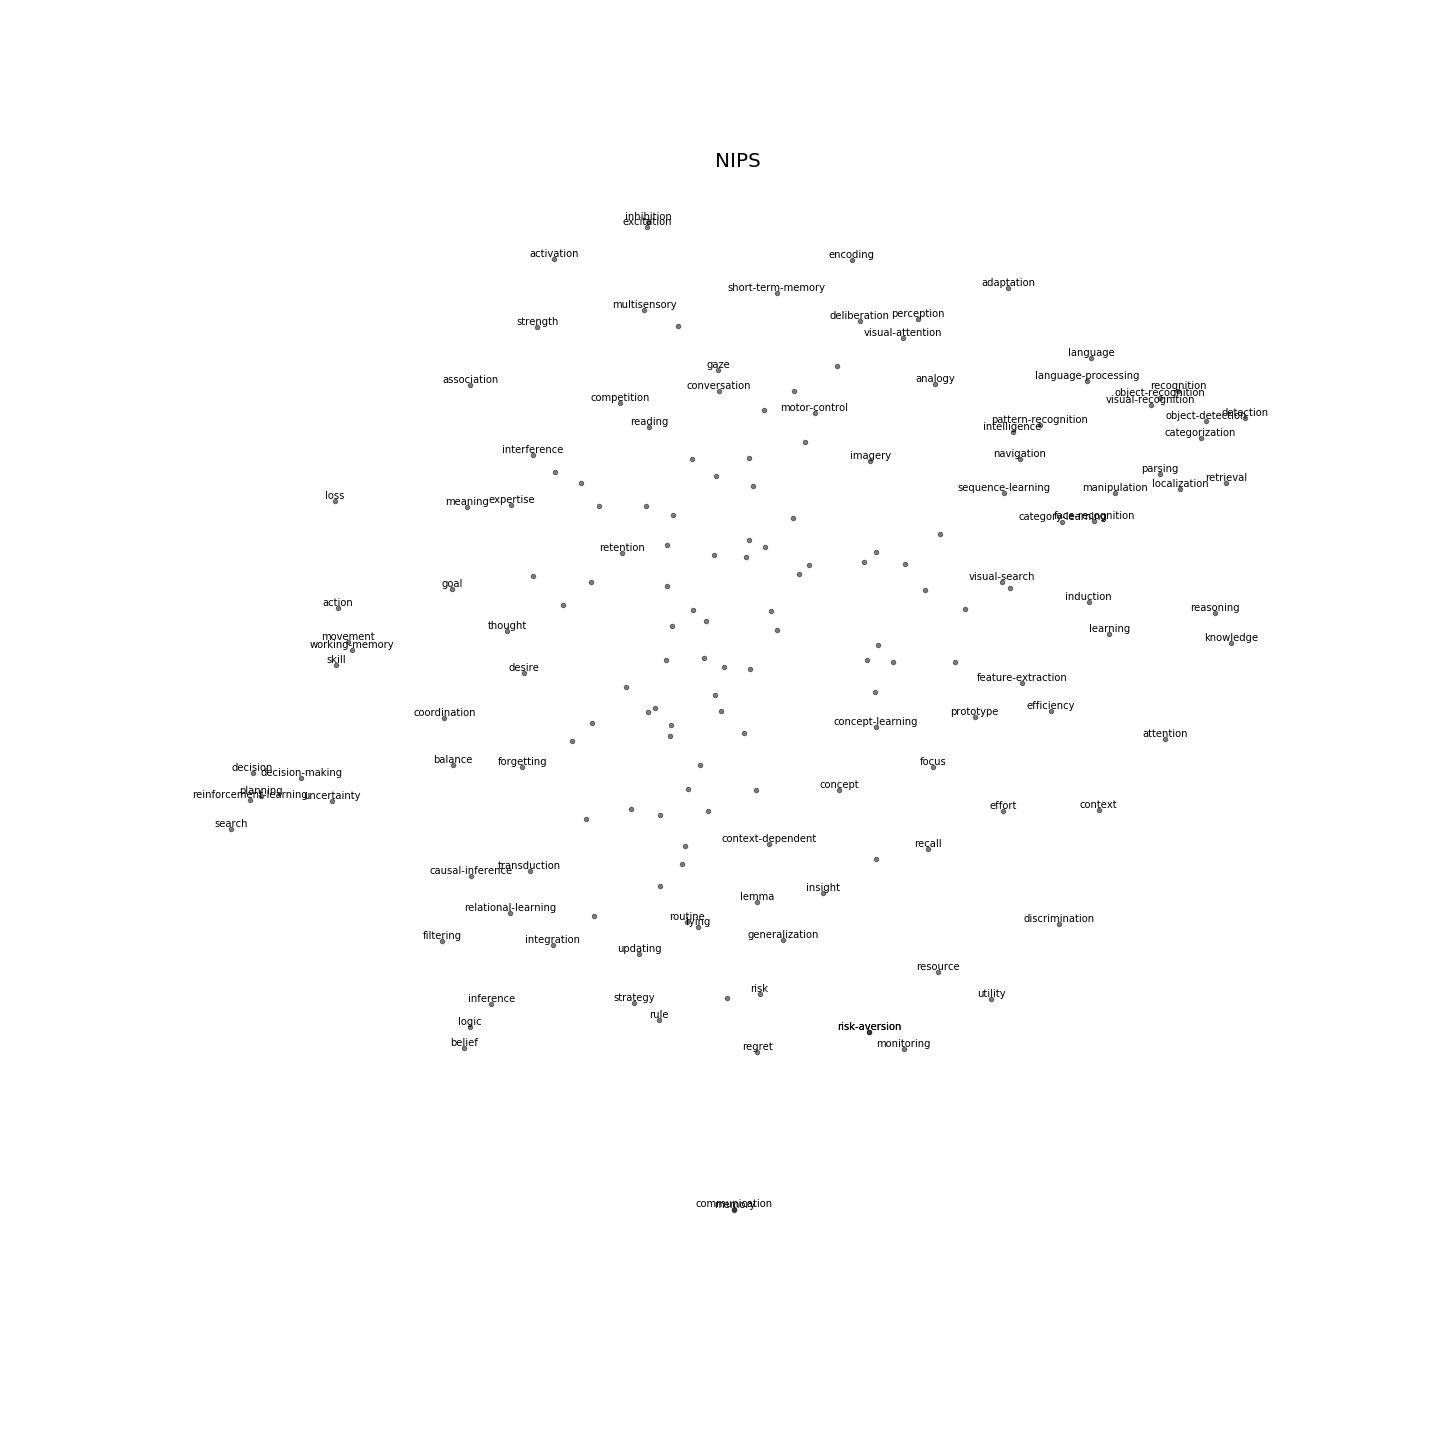 NIPS
inhibition
excitation
activation
encoding
adaptation
short-term-memory
multisensory
strength
deliberation
perception
visual-attention
language
gaze
language-processing
association
analogy
conversation
recognition
object-recognition
visual-recognition
competition
motor-control
detection
object-detection
reading
pattern-recognition
intelligence
categorization
interference
imagery
navigation
parsing
retrieval
localization
sequence-learning
manipulation
loss
meaning
expertise
category-learning
face-recognition
retention
visual-search
goal
induction
action
reasoning
thought
learning
movement
knowledge
working-memory
skill
desire
feature-extraction
efficiency
coordination
prototype
concept-learning
attention
balance
forgetting
focus
decision
decision-making
concept
planning
reinforcement-learning
uncertainty
effort
context
search
context-dependent
recall
transduction
causal-inference
insight
lemma
relational-learning
routine
lying
discrimination
filtering
integration
generalization
updating
resource
risk
utility
inference
strategy
rule
logic
risk-aversion
belief
regret
monitoring
communication
memory